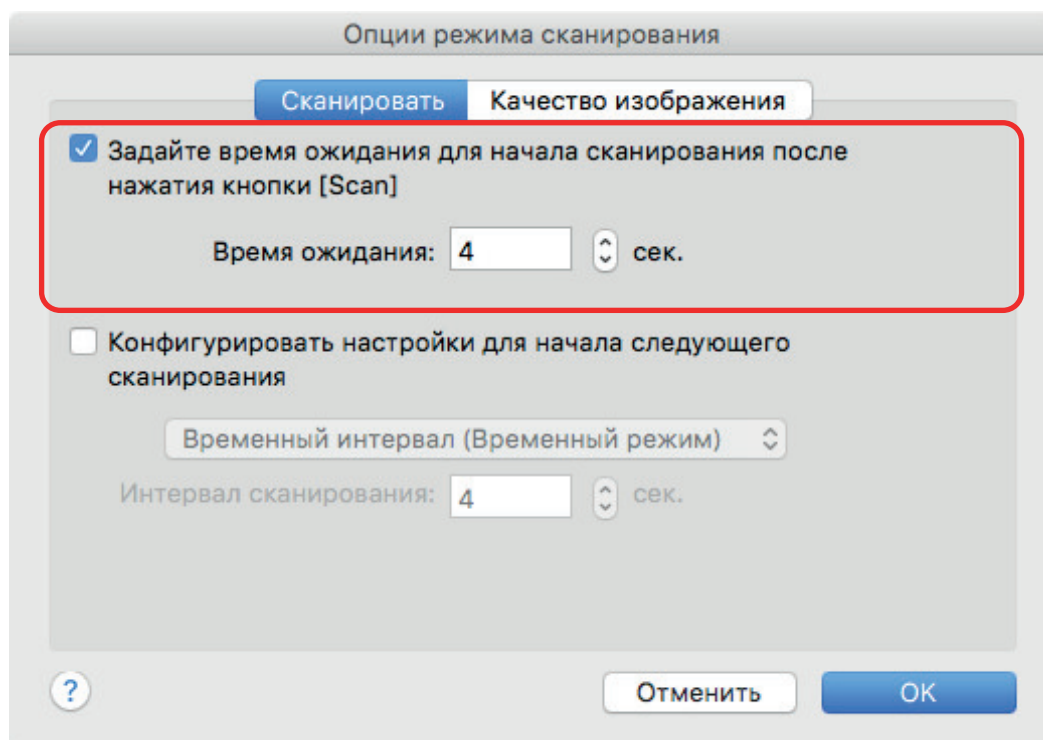 Опции режима сканирования
Сканировать
Качество изображения
Задайте время ожидания для начала сканирования после
нажатия кнопки [Scan]
Время ожидания: 4 сек.
Конфигурировать настройки для начала следующего
сканирования
Временный интервал (Временный режим)
Интервал сканирования: 4 сек.
?
Отменить
OK